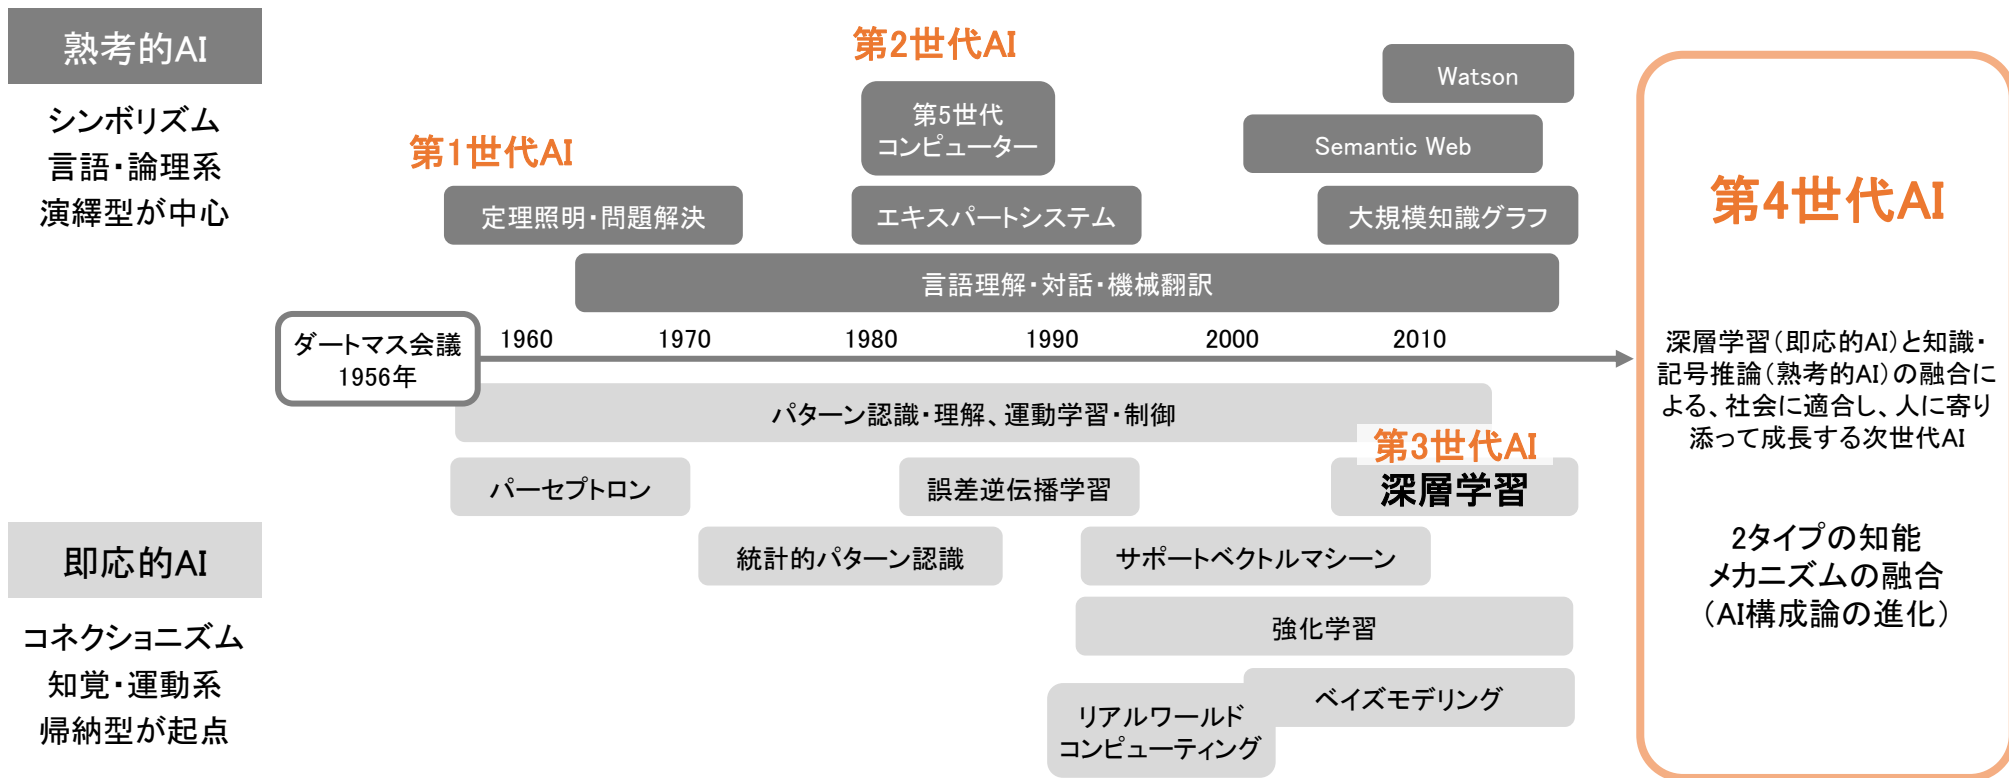 熟考的AI
シンボリズム
言語・論理系
演繹型が中心
第1世代AI
第2世代AI
第5世代
コンピューター
Watson
Semantic Web
定理照明・問題解決
エキスパートシステム
大規模知識グラフ
言語理解・対話・機械翻訳
ダートマス会議
1956年
1960
1970
1980
1990
2000
2010
パターン認識・理解、運動学習・制御
第3世代AI
深層学習
パーセプトロン
誤差逆伝播学習
統計的パターン認識
サポートベクトルマシーン
強化学習
ベイズモデリング
リアルワールド
コンピューティング
即応的AI
コネクショニズム
知覚・運動系
帰納型が起点
第4世代AI
深層学習（即応的AI）と知識・
記号推論（熟考的AI）の融合に
よる、社会に適合し、人に寄り
添って成長する次世代AI
2タイプの知能
メカニズムの融合
（AI構成論の進化）